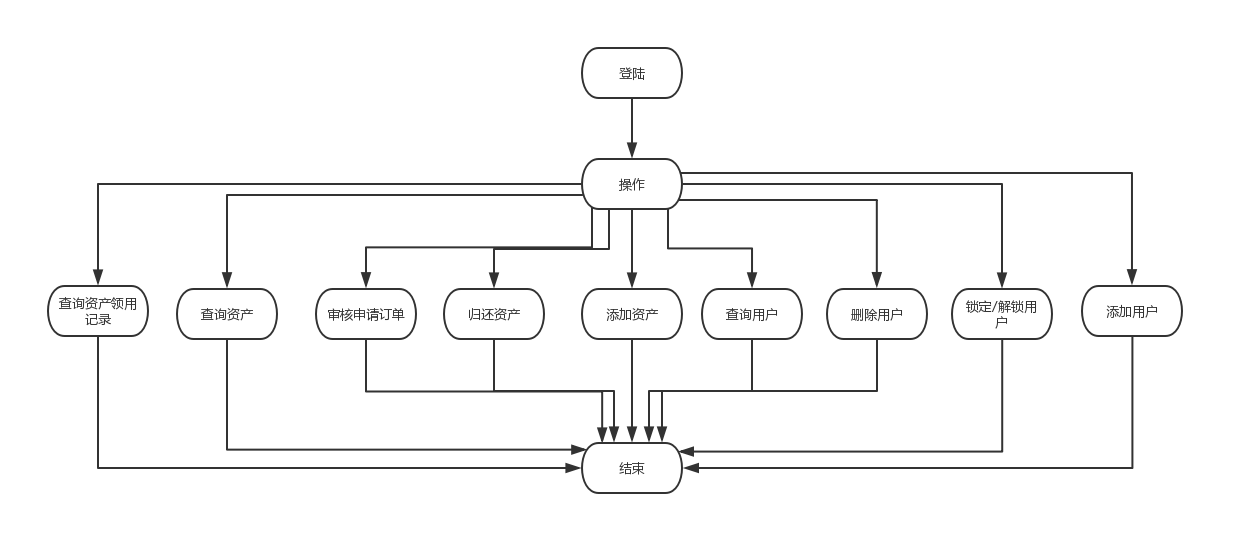 登陆
操作
查询资产领用
记录
查询资产
审核申请订单
归还资产
添加资产
查询用户
删除用户
锁定/解锁用
户
添加用户
结束